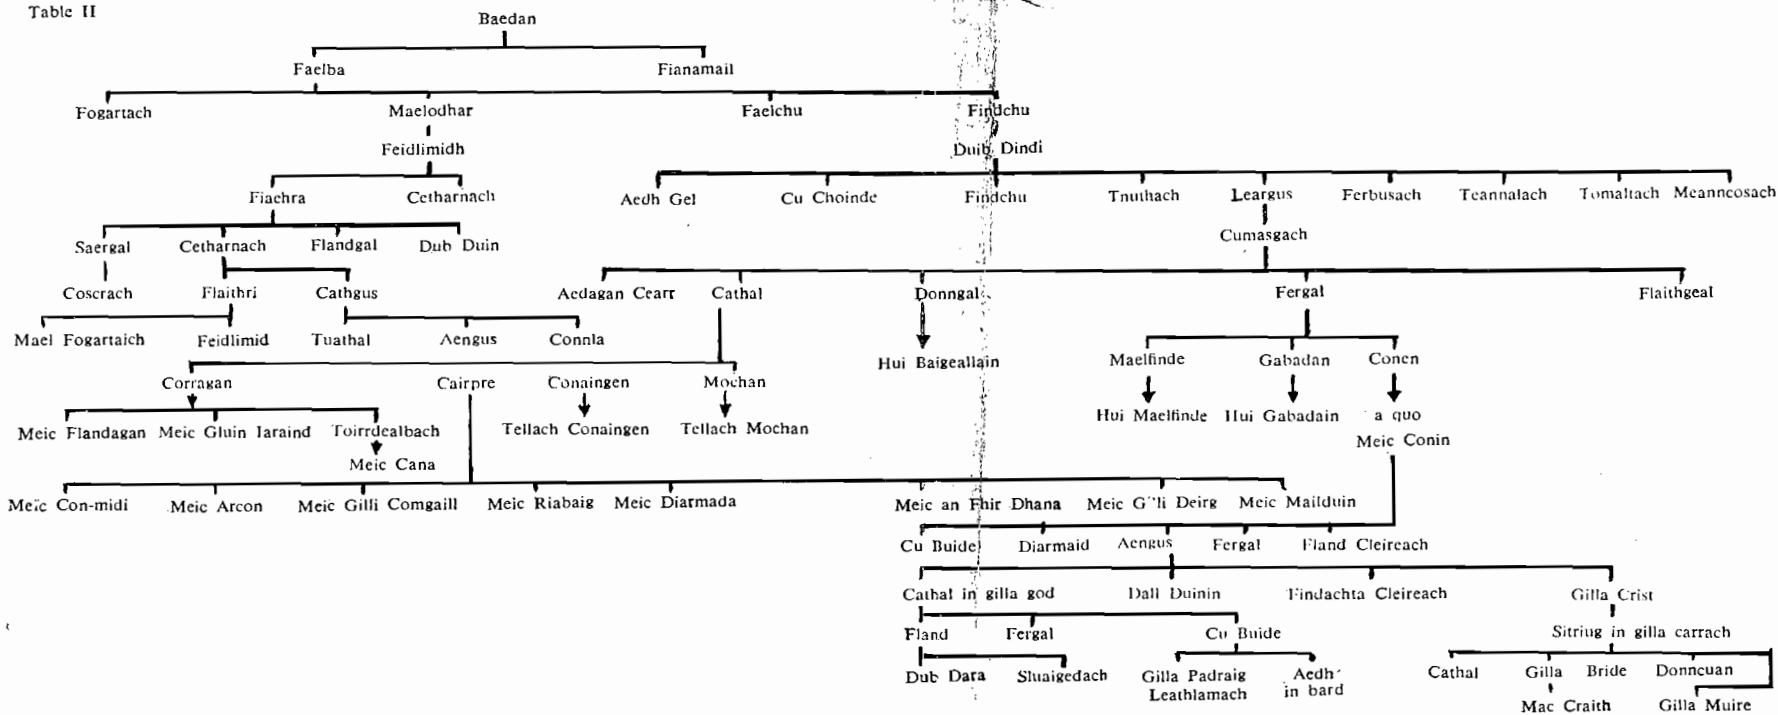 Table II
Baedan
Faelba Fianamail
Fogartach Maelodhar Faelchu Findchu
Feidlimidh Duib Dindi
Fiachra Cetharnach Aedh Gel Cu Choinde Findchu Tnuthach Leargus Ferbusach Teannalach Tomaltach Meanncosach
Saergal Cetharnach Flandgal Dub Duin Cumasgach
Coscrach Flaithri Cathgus Aedagan Cearr Cathal Donngal Fergal Flaithgeal
Mael Fogartaich Feidlimid Tuathal Aengus Connla
Hui Baigeallain Maelfinde Gabadan Conen
Corragan Cairpre Conaingen Mochan
Hui Maelfinde Hui Gabadain a quo
Meic Flandagan Meic Gluin Iaraind Toirrdealbach Tellach Conaingen Tellach Mochan Meic Conin
Meic Cana
Meic Con-midi Meic Arcon Meic Gilli Comgaill Meic Riabaig Meic Diarmada Meic an Fhir Dhana Meic Gilli Deirg Meic Mailduin
Cu Buide Diarmaid Aengus Fergal Fland Cleireach
Cathal in gilla god Dall Duinin Findachta Cleireach Gilla Crist
Fland Fergal Cu Buide Sitriug in gilla carrach
Dub Dara Sluaigedach Gilla Padraig Aedh Cathal Gilla Bride Donncuan
Leathlamach in bard
Mac Craith Gilla Muire